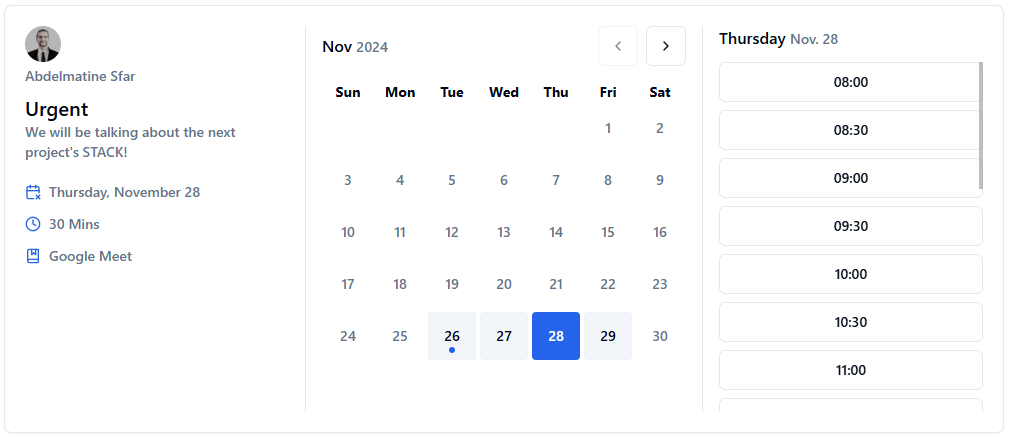 Abdelmatine Sfar
Urgent
We will be talking about the next
project's STACK!
Thursday, November 28
30 Mins
Google Meet
Nov 2024
Sun Mon Tue Wed Thu Fri Sat
1 2
3 4 5 6 7 8 9
10 11 12 13 14 15 16
17 18 19 20 21 22 23
24 25 26 27 28 29 30
Thursday Nov. 28
08:00
08:30
09:00
09:30
10:00
10:30
11:00